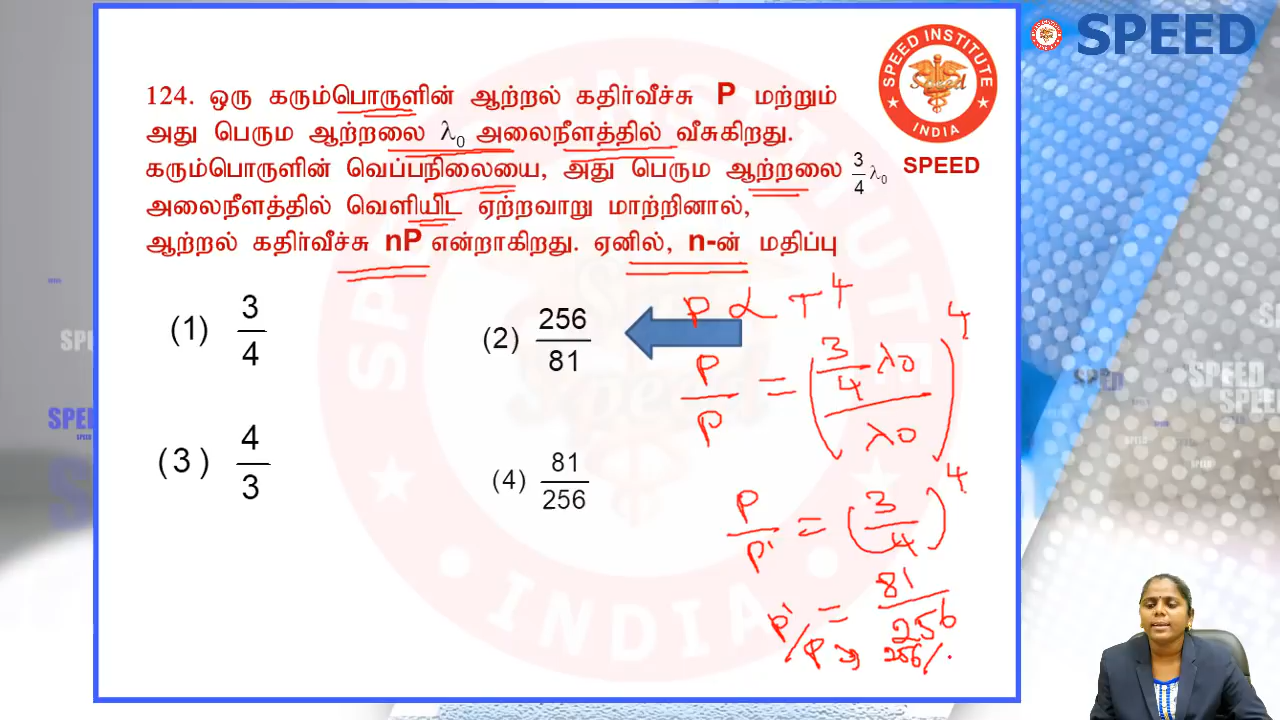 SPEED
SPEED INSTITUTE
Speed
INDIA
SPEED
124. ஒரு கரும்பொருளின் ஆற்றல் கதிர்வீச்சு P மற்றும்
அது பெரும ஆற்றலை λ₀ அலைநீளத்தில் வீசுகிறது.
கரும்பொருளின் வெப்பநிலையை, அது பெரும ஆற்றலை 3/4 λ₀
அலைநீளத்தில் வெளியிட ஏற்றவாறு மாற்றினால்,
ஆற்றல் கதிர்வீச்சு nP என்றாகிறது. ஏனில், n-ன் மதிப்பு
(1) 3/4
(2) 256/81
(3) 4/3
(4) 81/256
P ∝ T⁴
P/P = (3/4 λ0 / λ0)⁴
P/P' = (3/4)⁴
= 81/256
P'/P → 256/